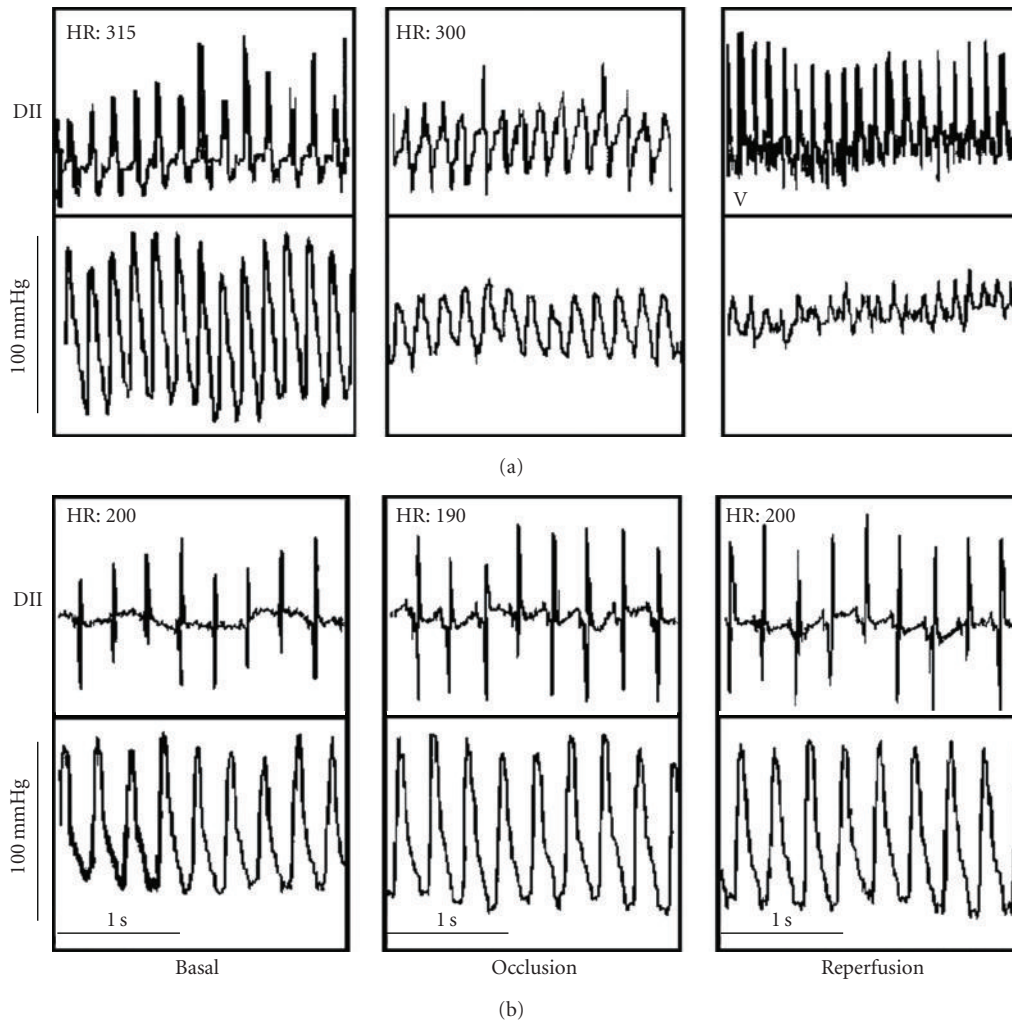 HR: 315
HR: 300
DII
V
100 mmHg
(a)
HR: 200
HR: 190
HR: 200
DII
100 mmHg
1 s
1 s
1 s
Basal
Occlusion
Reperfusion
(b)